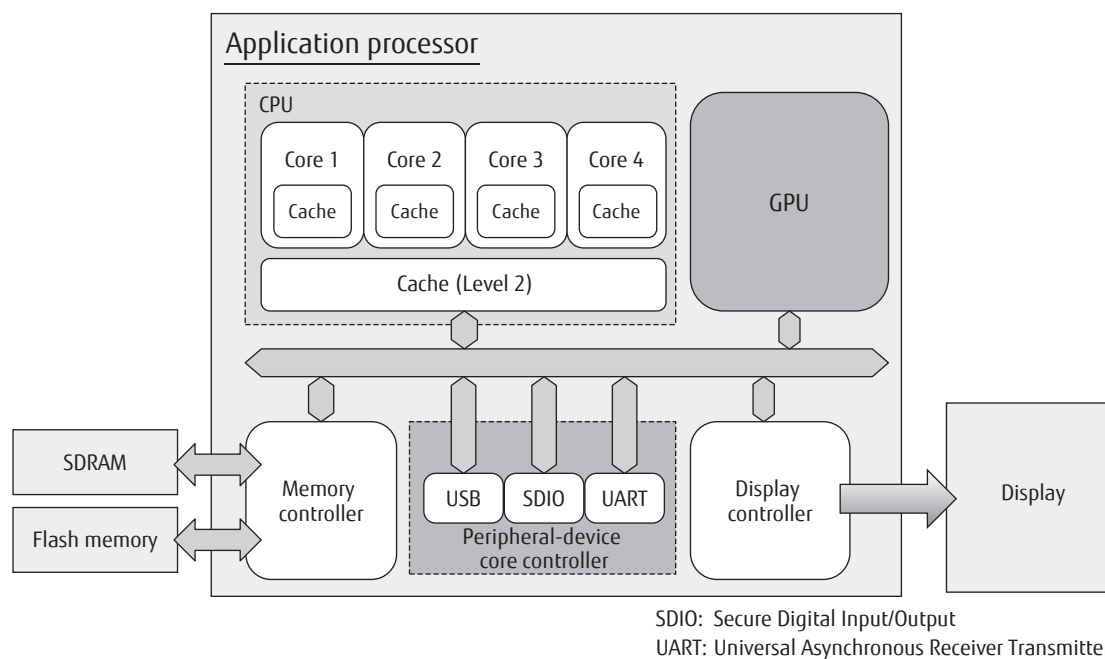 Application processor
CPU
Core 1
Core 2
Core 3
Core 4
Cache
Cache
Cache
Cache
Cache (Level 2)
GPU
SDRAM
Flash memory
Memory
controller
USB
SDIO
UART
Peripheral-device
core controller
Display
controller
Display
SDIO: Secure Digital Input/Output
UART: Universal Asynchronous Receiver Transmitte